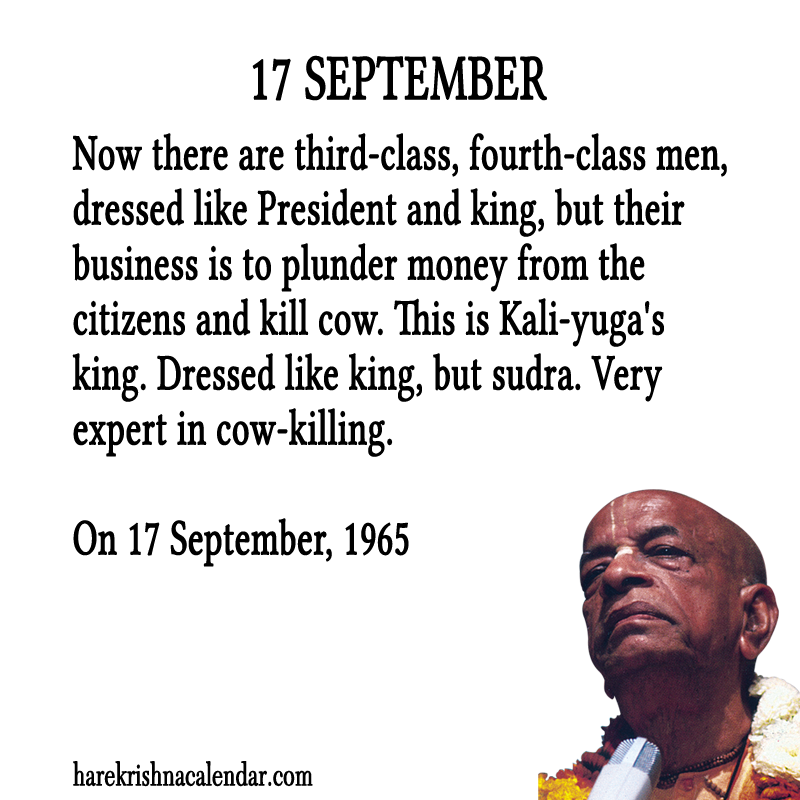 17 SEPTEMBER
Now there are third-class, fourth-class men,
dressed like President and king, but their
business is to plunder money from the
citizens and kill cow. This is Kali-yuga's
king. Dressed like king, but sudra. Very
expert in cow-killing.
On 17 September, 1965
harekrishnacalendar.com